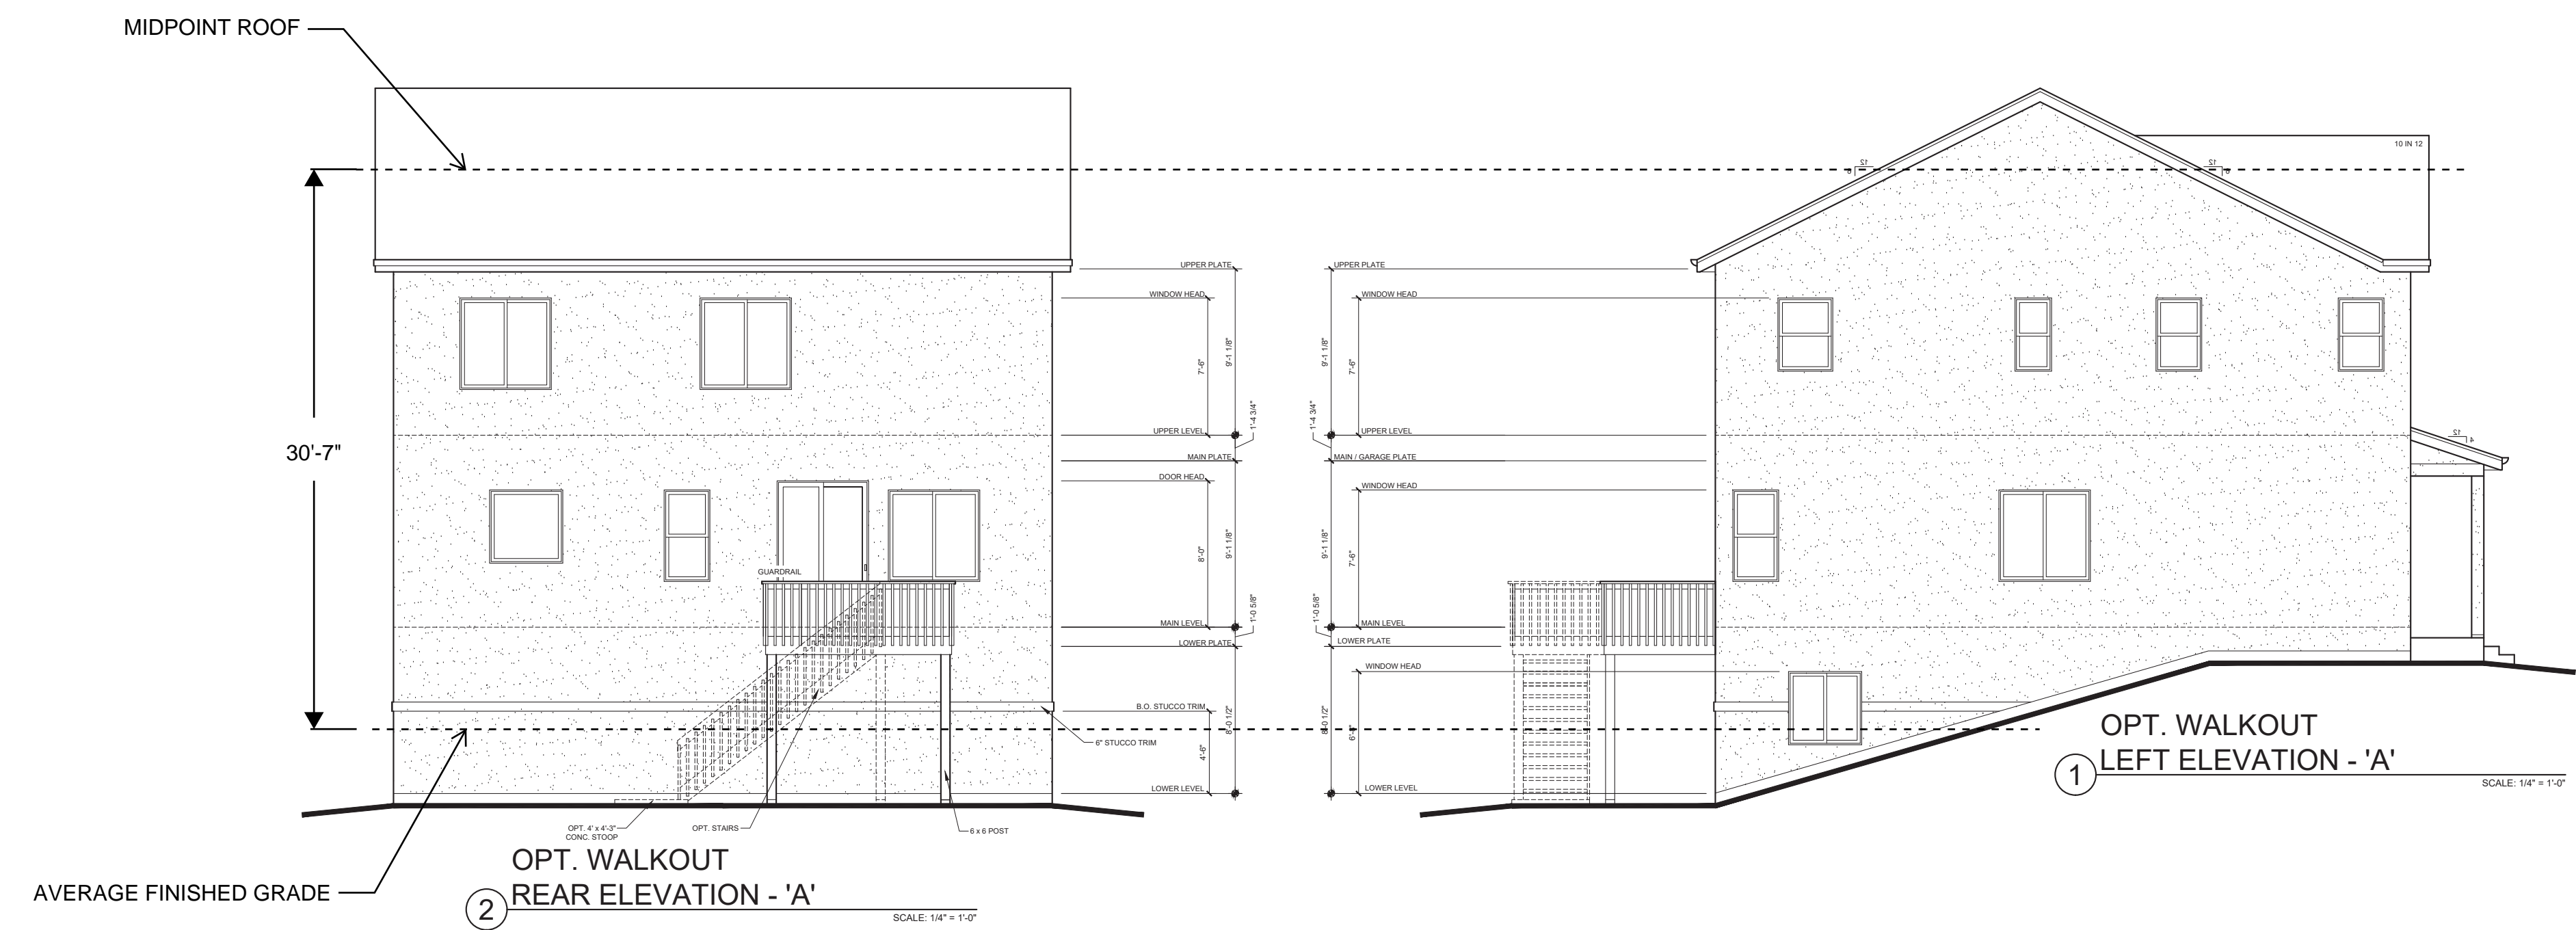 MIDPOINT ROOF
30'-7"
AVERAGE FINISHED GRADE
UPPER PLATE
WINDOW HEAD
7'-6"
9'-1 1/8"
UPPER LEVEL
1'-4 3/4"
MAIN PLATE
DOOR HEAD
8'-0"
9'-1 1/8"
MAIN LEVEL
1'-0 5/8"
LOWER PLATE
B.O. STUCCO TRIM
8'-0 1/2"
4'-6"
6" STUCCO TRIM
LOWER LEVEL
GUARDRAIL
OPT. 4' x 4'-3"
CONC. STOOP
OPT. STAIRS
6 x 6 POST
OPT. WALKOUT
2 REAR ELEVATION - 'A'
SCALE: 1/4" = 1'-0"
UPPER PLATE
WINDOW HEAD
9'-1 1/8"
7'-6"
1'-4 3/4"
UPPER LEVEL
MAIN / GARAGE PLATE
WINDOW HEAD
9'-1 1/8"
7'-6"
1'-0 5/8"
MAIN LEVEL
LOWER PLATE
WINDOW HEAD
8'-0 1/2"
LOWER LEVEL
12
12
10 IN 12
12
4
OPT. WALKOUT
1 LEFT ELEVATION - 'A'
SCALE: 1/4" = 1'-0"